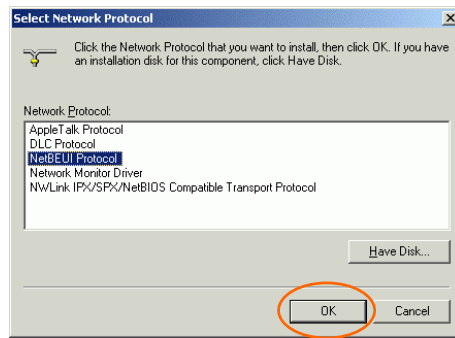 Select Network Protocol
Click the Network Protocol that you want to install, then click OK. If you have
an installation disk for this component, click Have Disk.
Network Protocol:
AppleTalk Protocol
DLC Protocol
NetBEUI Protocol
Network Monitor Driver
NWLink IPX/SPX/NetBIOS Compatible Transport Protocol
Have Disk...
OK
Cancel